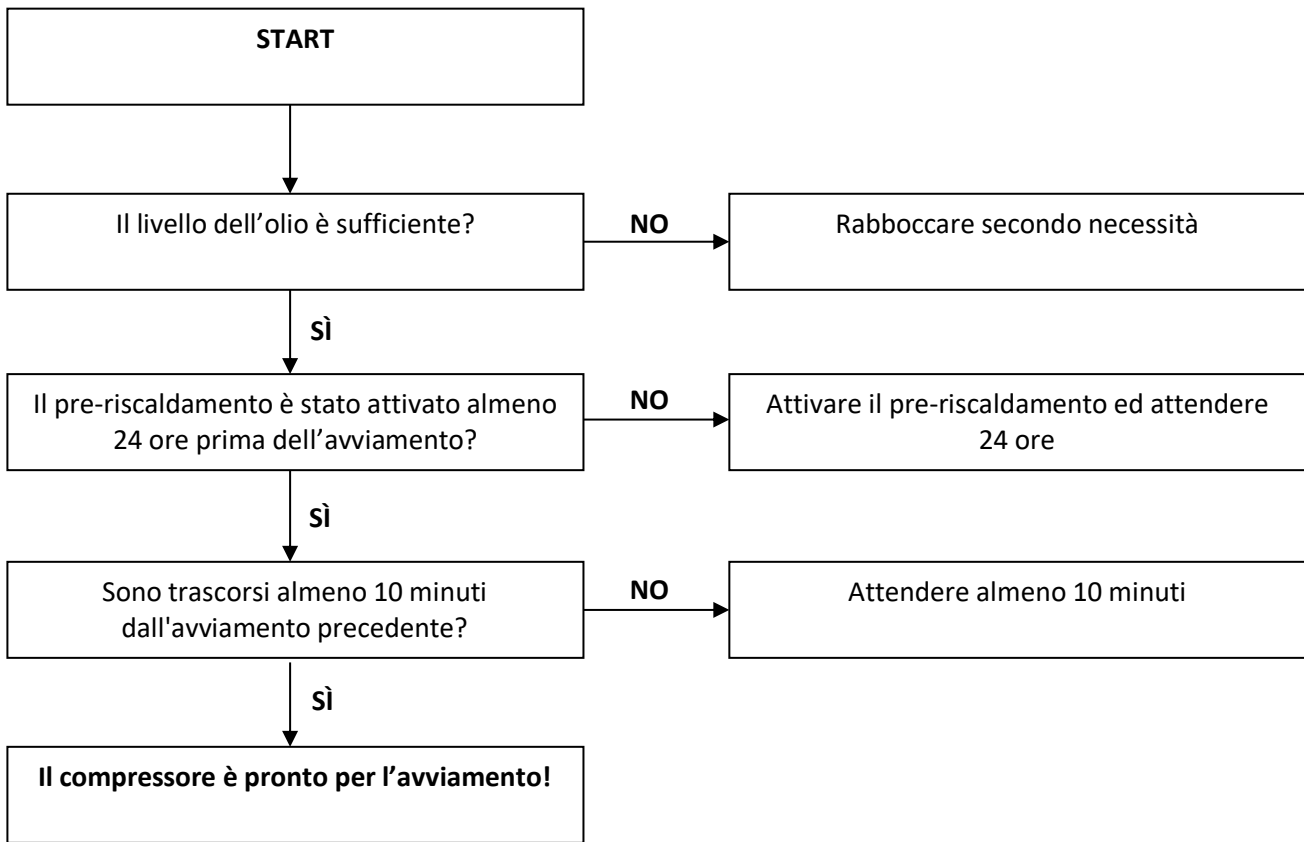 START
Il livello dell’olio è sufficiente?
NO
Rabboccare secondo necessità
SÌ
Il pre-riscaldamento è stato attivato almeno
24 ore prima dell’avviamento?
NO
Attivare il pre-riscaldamento ed attendere
24 ore
SÌ
Sono trascorsi almeno 10 minuti
dall'avviamento precedente?
NO
Attendere almeno 10 minuti
SÌ
Il compressore è pronto per l’avviamento!